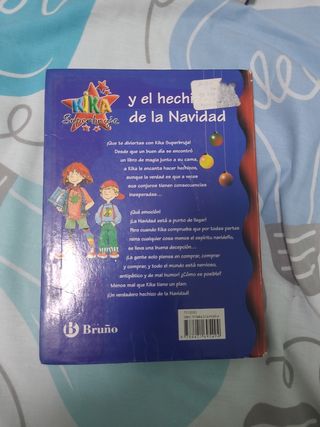 KIKA
Superbruja
y el hechi
de la Navidad
¡Que te diviertas con Kika Superbruja!
Desde que un buen día se encontró
un libro de magia junto a su cama,
a Kika le encanta hacer hechizos,
aunque la verdad es que a veces
sus conjuros tienen consecuencias
inesperadas...
¡Qué emoción!
¡La Navidad está a punto de llegar!
Pero cuando Kika comprueba que por todas partes
reina cualquier cosa menos el espíritu navideño,
se lleva una buena decepción...
¡La gente solo piensa en comprar, comprar
y comprar, y todo el mundo está nervioso,
antipático y de mal humor! ¿Cómo es posible?
Menos mal que Kika tiene un plan:
¡Un verdadero hechizo de la Navidad!
B Bruño